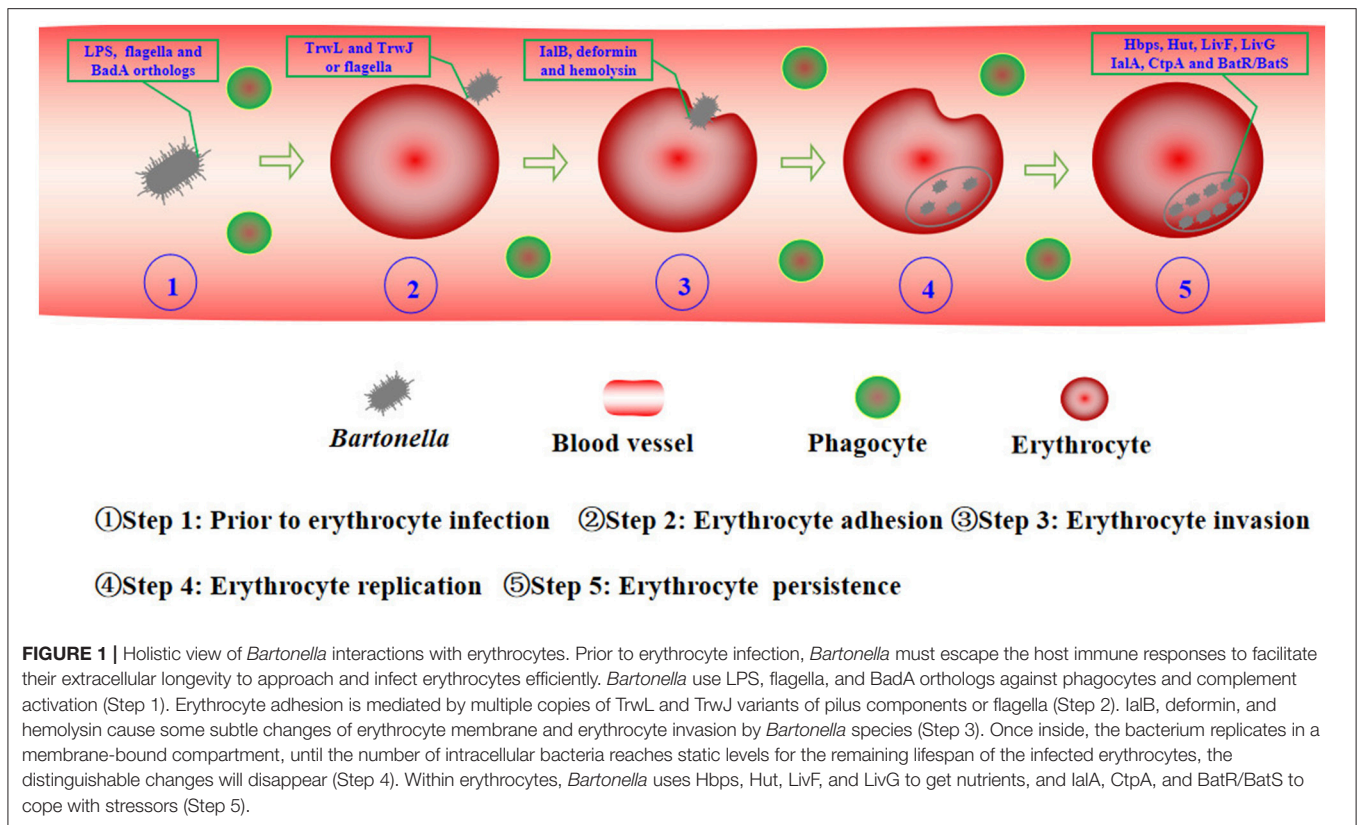 LPS, flagella and
BadA orthologs
TrwL and TrwJ
or flagella
IalB, deformin
and hemolysin
Hbps, Hut, LivF, LivG
IalA, CtpA and BatR/BatS
1
2
3
4
5
Bartonella
Blood vessel
Phagocyte
Erythrocyte
①Step 1: Prior to erythrocyte infection ②Step 2: Erythrocyte adhesion ③Step 3: Erythrocyte invasion
④Step 4: Erythrocyte replication ⑤Step 5: Erythrocyte persistence
FIGURE 1 | Holistic view of Bartonella interactions with erythrocytes. Prior to erythrocyte infection, Bartonella must escape the host immune responses to facilitate
their extracellular longevity to approach and infect erythrocytes efficiently. Bartonella use LPS, flagella, and BadA orthologs against phagocytes and complement
activation (Step 1). Erythrocyte adhesion is mediated by multiple copies of TrwL and TrwJ variants of pilus components or flagella (Step 2). IalB, deformin, and
hemolysin cause some subtle changes of erythrocyte membrane and erythrocyte invasion by Bartonella species (Step 3). Once inside, the bacterium replicates in a
membrane-bound compartment, until the number of intracellular bacteria reaches static levels for the remaining lifespan of the infected erythrocytes, the
distinguishable changes will disappear (Step 4). Within erythrocytes, Bartonella uses Hbps, Hut, LivF, and LivG to get nutrients, and IalA, CtpA, and BatR/BatS to
cope with stressors (Step 5).